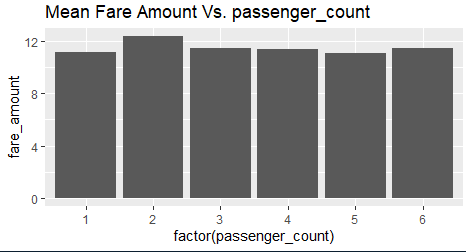 Mean Fare Amount Vs. passenger_count
fare_amount
12
8
4
0
1 2 3 4 5 6
factor(passenger_count)